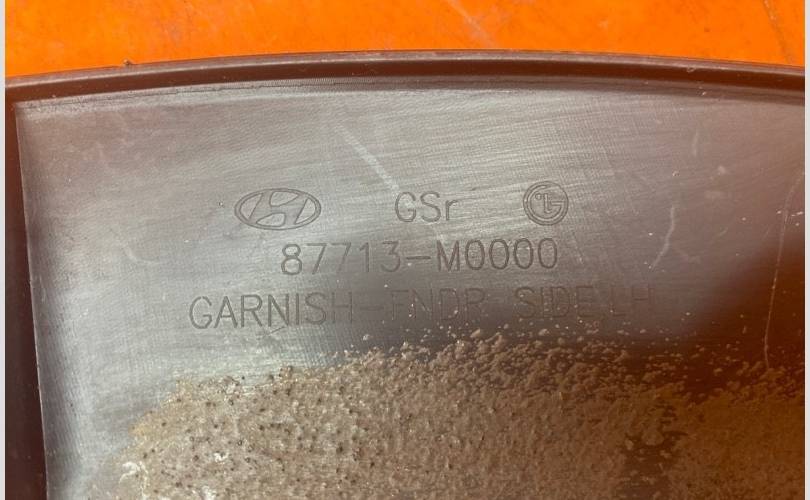 GSr
87713-M0000
GARNISH-FNDR SIDE,LH